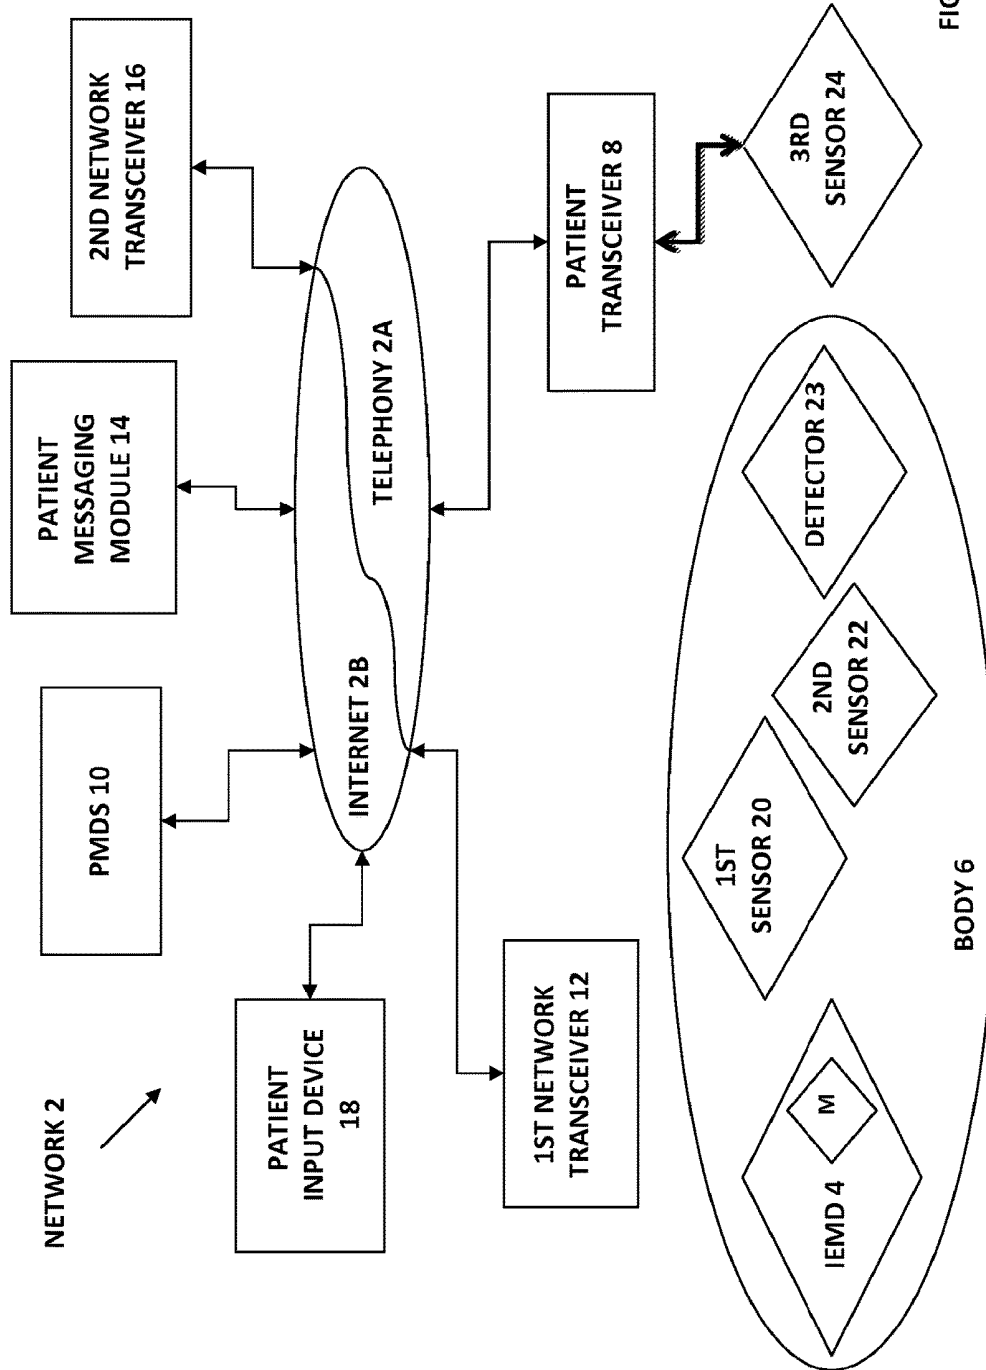 NETWORK 2
PMDS 10
PATIENT
MESSAGING
MODULE 14
2ND NETWORK
TRANSCEIVER 16
PATIENT
INPUT DEVICE
18
INTERNET 2B
TELEPHONY 2A
1ST NETWORK
TRANSCEIVER 12
PATIENT
TRANSCEIVER 8
IEMD 4
M
1ST
SENSOR 20
2ND
SENSOR 22
DETECTOR 23
3RD
SENSOR 24
BODY 6